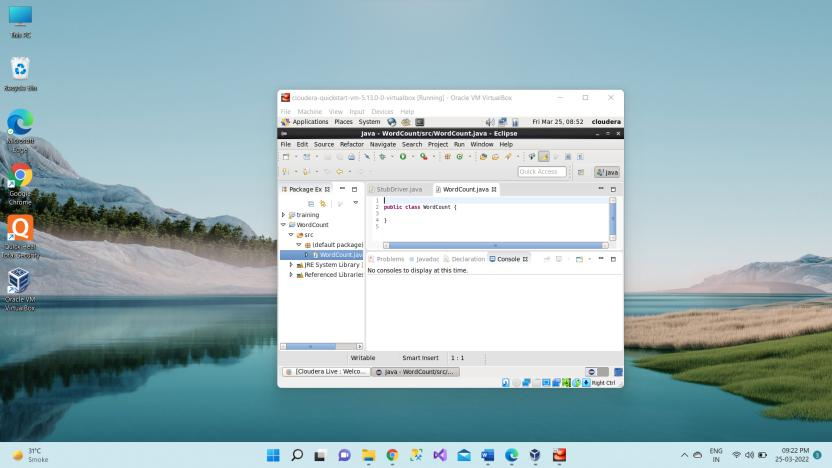 This PC
Recycle Bin
Microsoft
Edge
Google
Chrome
Quick Heal
Total Security
Oracle VM
VirtualBox
cloudera-quickstart-vm-5.13.0-0-virtualbox [Running] - Oracle VM VirtualBox
File Machine View Input Devices Help
Applications Places System Fri Mar 25, 08:52 cloudera
Java - WordCount/src/WordCount.java - Eclipse
File Edit Source Refactor Navigate Search Project Run Window Help
Quick Access Java
Package Ex StubDriver.java WordCount.java
training
WordCount
src
(default package)
WordCount.jav
JRE System Library [
Referenced Libraries
1
2 public class WordCount {
3
4 }
5
Problems Javadoc Declaration Console
No consoles to display at this time.
Writable Smart Insert 1 : 1
[Cloudera Live : Welco... Java - WordCount/src/...
Right Ctrl
31°C
Smoke
ENG
IN
09:22 PM
25-03-2022
3